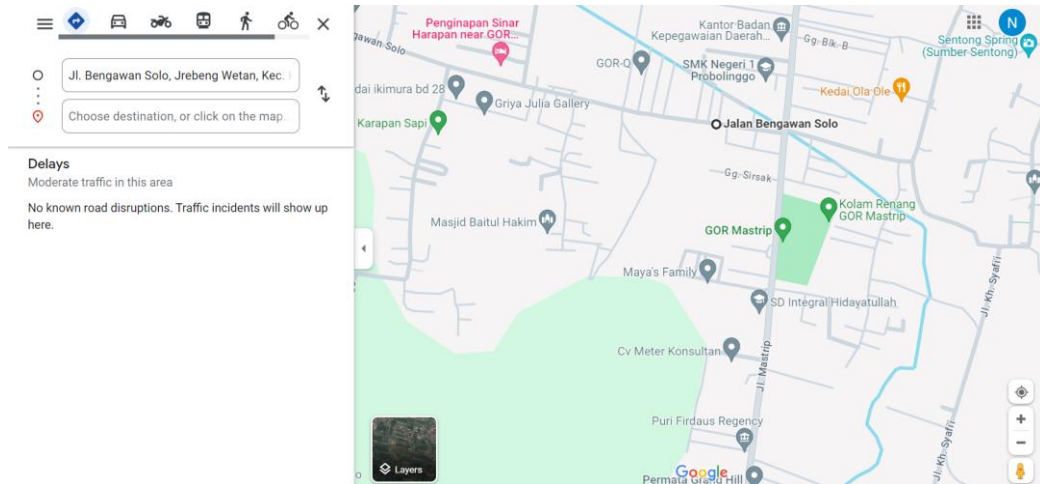 Jl. Bengawan Solo, Jrebeng Wetan, Kec.
Choose destination, or click on the map.
Delays
Moderate traffic in this area
No known road disruptions. Traffic incidents will show up
here.
Penginapan Sinar
Harapan near GOR...
Kantor Badan
Kepegawaian Daerah...
Gg. Blk. B
N
Sentong Spring
(Sumber Sentong)
gawan Solo
GOR-Q
SMK Negeri 1
Probolinggo
dai ikimura bd 28
Griya Julia Gallery
Kedai Ola Ole
Karapan Sapi
Jalan Bengawan Solo
Gg. Sirsak
Kolam Renang
GOR Mastrip
Masjid Baitul Hakim
GOR Mastrip
Maya's Family
SD Integral Hidayatullah
Jl. Kh. Syafi'i
Cv Meter Konsultan
Jl. Mastrip
Puri Firdaus Regency
Jl. Kh. Syafi'i
Layers
Google
Permata Grand Hill